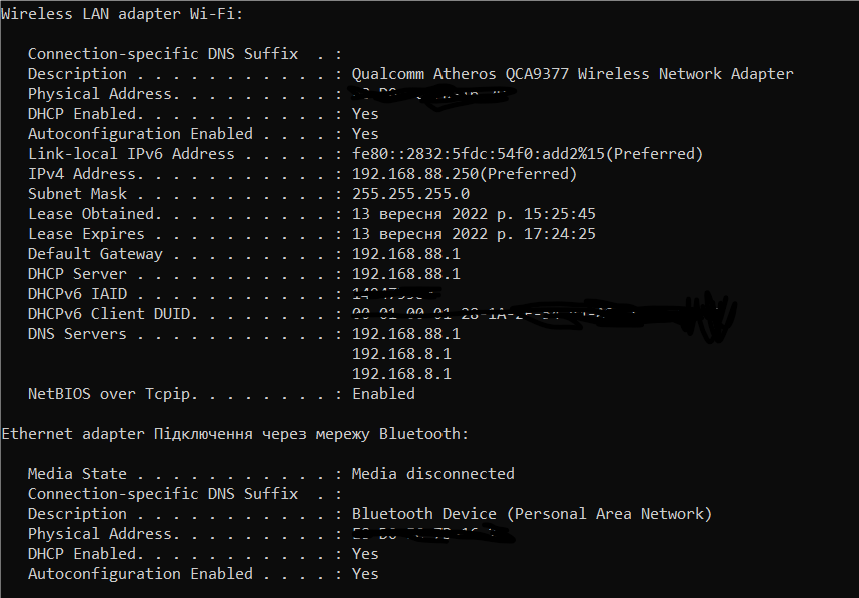 Wireless LAN adapter Wi-Fi:
Connection-specific DNS Suffix . :
Description . . . . . . . . . . . : Qualcomm Atheros QCA9377 Wireless Network Adapter
Physical Address. . . . . . . . . :
DHCP Enabled. . . . . . . . . . . : Yes
Autoconfiguration Enabled . . . . : Yes
Link-local IPv6 Address . . . . . : fe80::2832:5fdc:54f0:add2%15(Preferred)
IPv4 Address. . . . . . . . . . . : 192.168.88.250(Preferred)
Subnet Mask . . . . . . . . . . . : 255.255.255.0
Lease Obtained. . . . . . . . . . : 13 вересня 2022 р. 15:25:45
Lease Expires . . . . . . . . . . : 13 вересня 2022 р. 17:24:25
Default Gateway . . . . . . . . . : 192.168.88.1
DHCP Server . . . . . . . . . . . : 192.168.88.1
DHCPv6 IAID . . . . . . . . . . . :
DHCPv6 Client DUID. . . . . . . . :
DNS Servers . . . . . . . . . . . : 192.168.88.1
192.168.8.1
192.168.8.1
NetBIOS over Tcpip. . . . . . . . : Enabled
Ethernet adapter Підключення через мережу Bluetooth:
Media State . . . . . . . . . . . : Media disconnected
Connection-specific DNS Suffix . :
Description . . . . . . . . . . . : Bluetooth Device (Personal Area Network)
Physical Address. . . . . . . . . :
DHCP Enabled. . . . . . . . . . . : Yes
Autoconfiguration Enabled . . . . : Yes